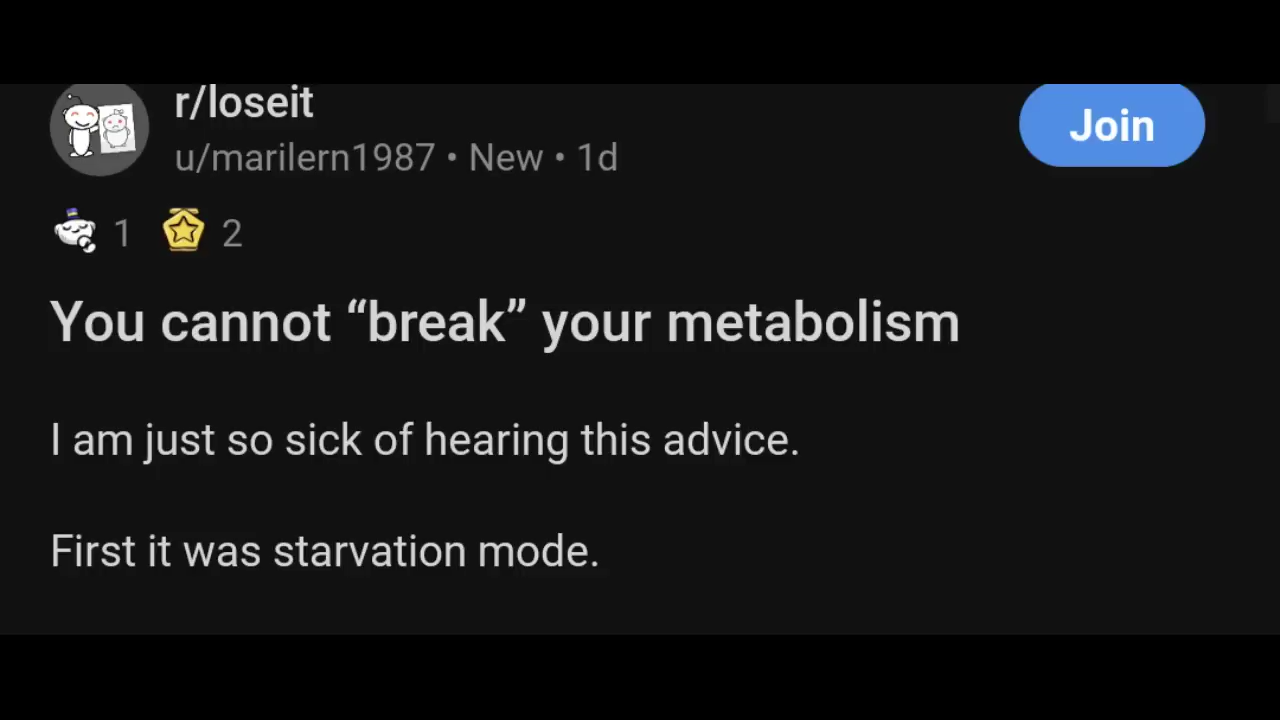 r/loseit
u/marilern1987 • New • 1d
Join
1 2
You cannot “break” your metabolism
I am just so sick of hearing this advice.
First it was starvation mode.